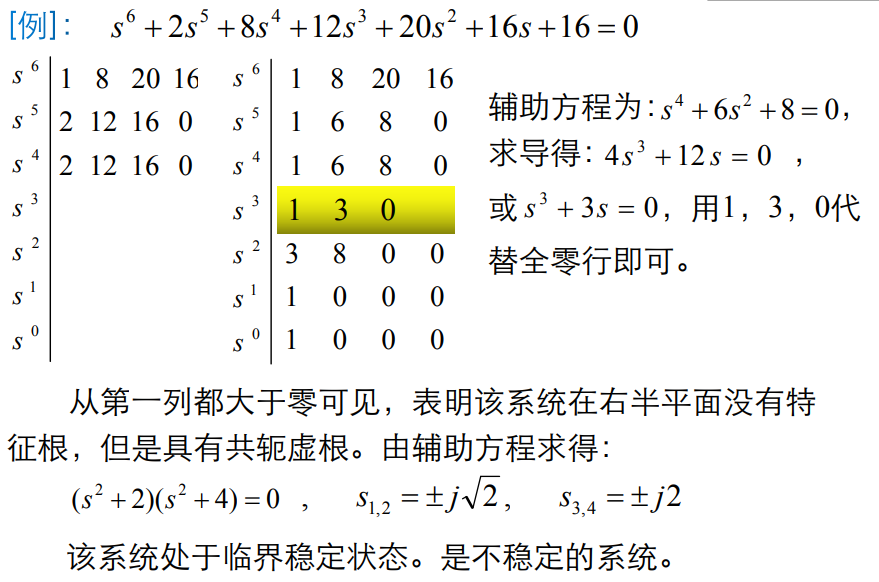 [例]： s^6+2s^5+8s^4+12s^3+20s^2+16s+16=0
s^6 1 8 20 16
s^5 2 12 16 0
s^4 2 12 16 0
s^3
s^2
s^1
s^0
s^6 1 8 20 16
s^5 1 6 8 0
s^4 1 6 8 0
s^3 1 3 0
s^2 3 8 0 0
s^1 1 0 0 0
s^0 1 0 0 0
辅助方程为：s^4+6s^2+8=0，
求导得：4s^3+12s=0 ，
或s^3+3s=0，用1，3，0代
替全零行即可。
从第一列都大于零可见，表明该系统在右半平面没有特
征根，但是具有共轭虚根。由辅助方程求得：
(s^2+2)(s^2+4)=0 ， s_{1,2}=±j√2， s_{3,4}=±j2
该系统处于临界稳定状态。是不稳定的系统。